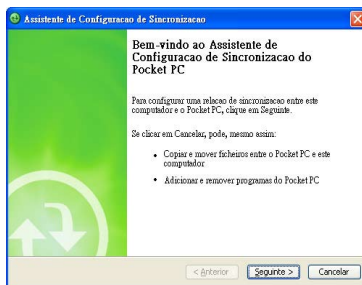 Assistente de Configuracao de Sincronizacao
Bem-vindo ao Assistente de
Configuracao de Sincronizacao do
Pocket PC
Para configurar uma relacao de sincronizacao entre este
computador e o Pocket PC, clique em Seguinte.
Se clicar em Cancelar, pode, mesmo assim:
• Copiar e mover ficheiros entre o Pocket PC e este
computador
• Adicionar e remover programas do Pocket PC
< Anterior Seguinte > Cancelar